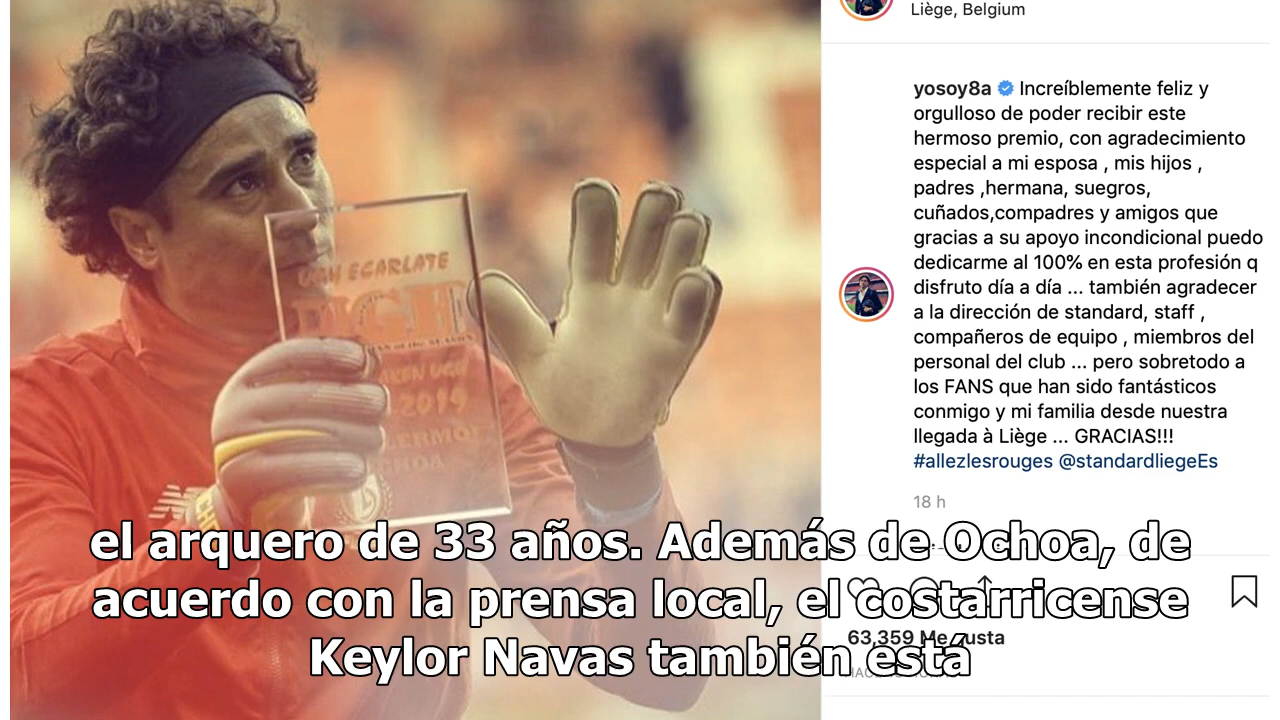 Liège, Belgium
yosoy8a Increíblemente feliz y
orgulloso de poder recibir este
hermoso premio, con agradecimiento
especial a mi esposa , mis hijos ,
padres ,hermana, suegros,
cuñados,compadres y amigos que
gracias a su apoyo incondicional puedo
dedicarme al 100% en esta profesión q
disfruto día a día ... también agradecer
a la dirección de standard, staff ,
compañeros de equipo , miembros del
personal del club ... pero sobretodo a
los FANS que han sido fantásticos
conmigo y mi familia desde nuestra
llegada à Liège ... GRACIAS!!!
#allezlesrouges @standardliegeEs
18 h
63,359 Me gusta
UGH ECARLATE
UGH
2019
OCHOA
el arquero de 33 años. Además de Ochoa, de
acuerdo con la prensa local, el costarricense
Keylor Navas también está